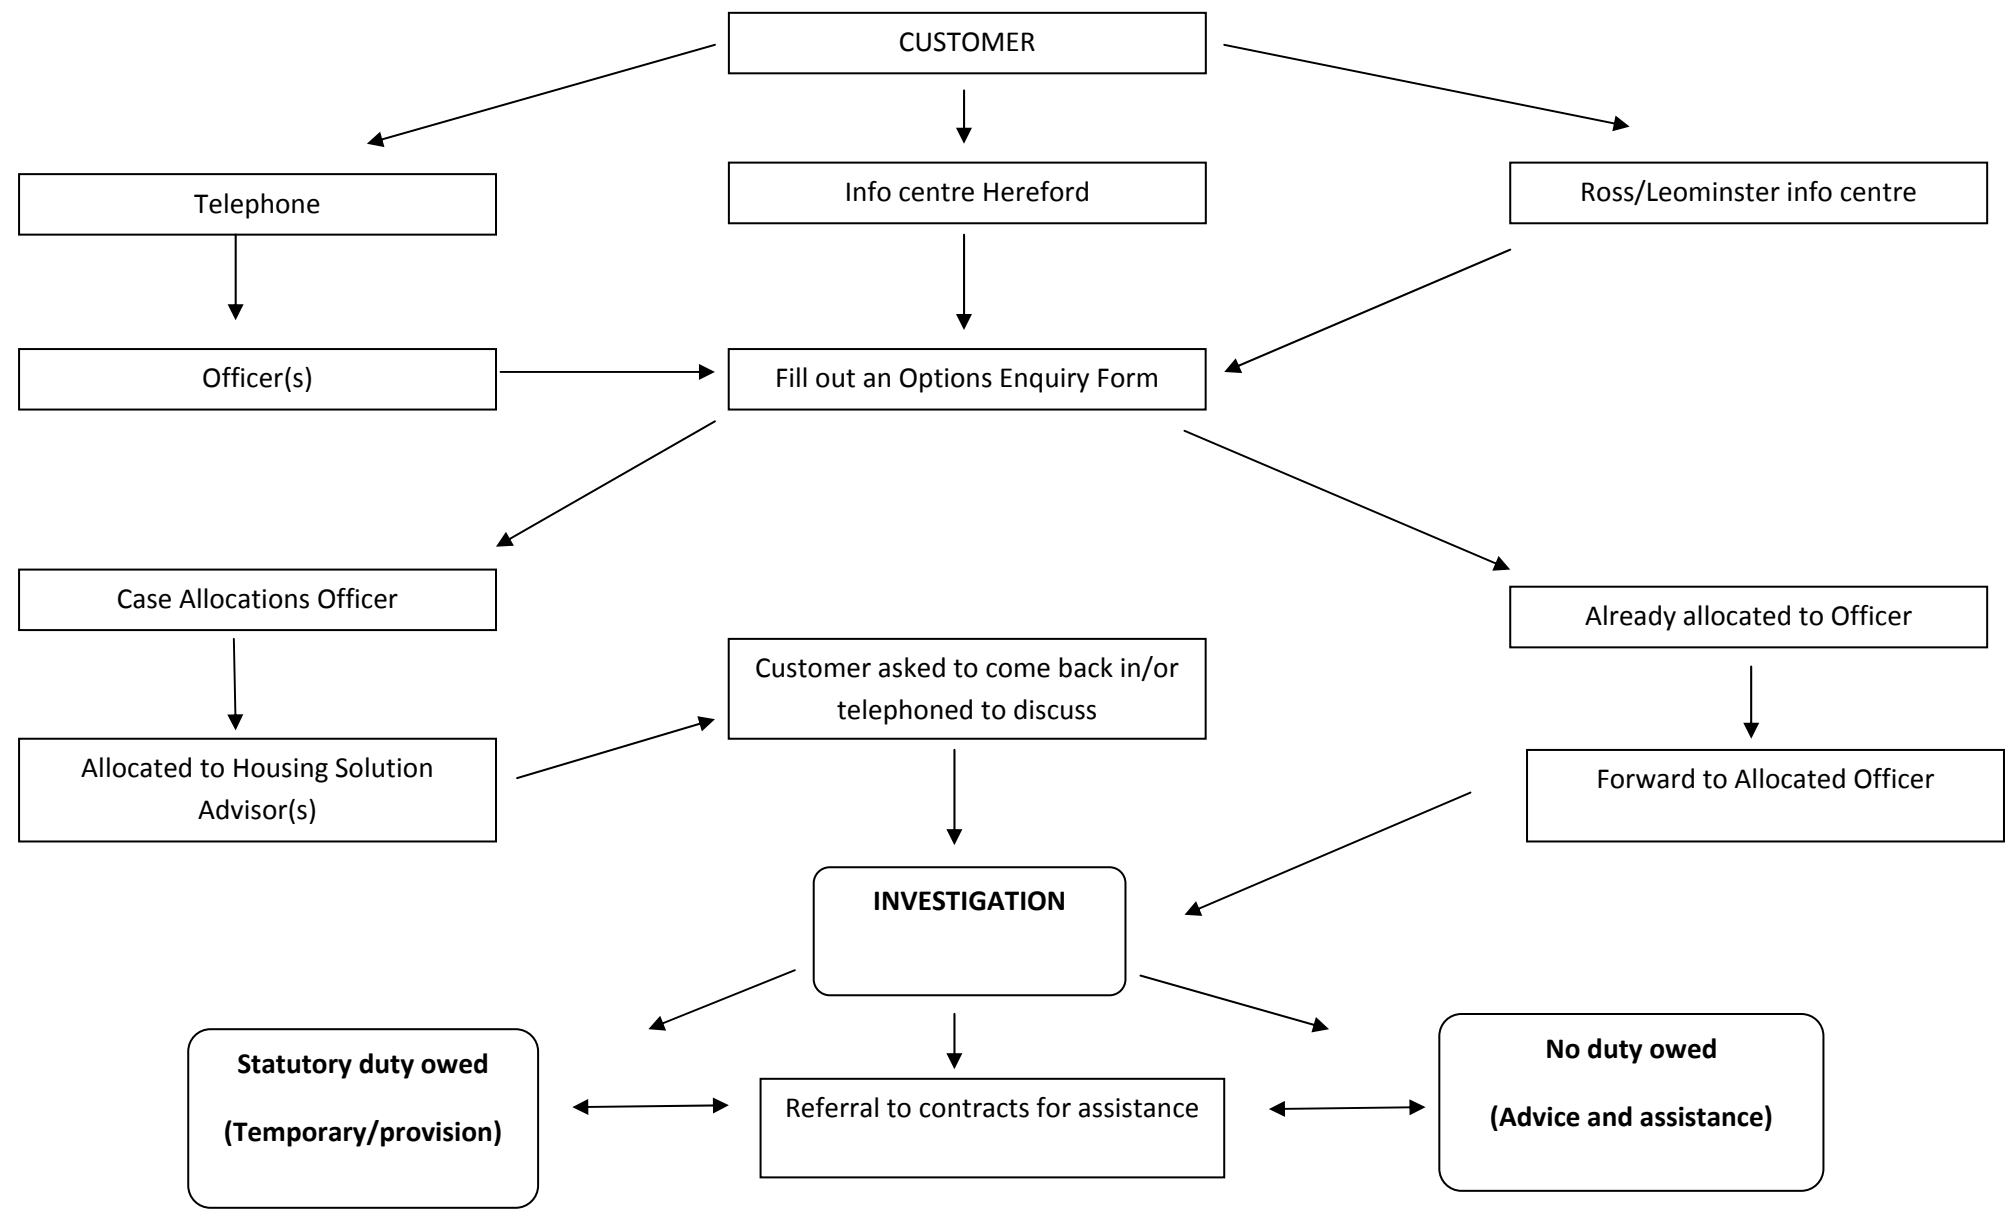 CUSTOMER
Telephone
Info centre Hereford
Ross/Leominster info centre
Officer(s)
Fill out an Options Enquiry Form
Case Allocations Officer
Already allocated to Officer
Customer asked to come back in/or
telephoned to discuss
Allocated to Housing Solution
Advisor(s)
Forward to Allocated Officer
INVESTIGATION
Statutory duty owed
(Temporary/provision)
Referral to contracts for assistance
No duty owed
(Advice and assistance)